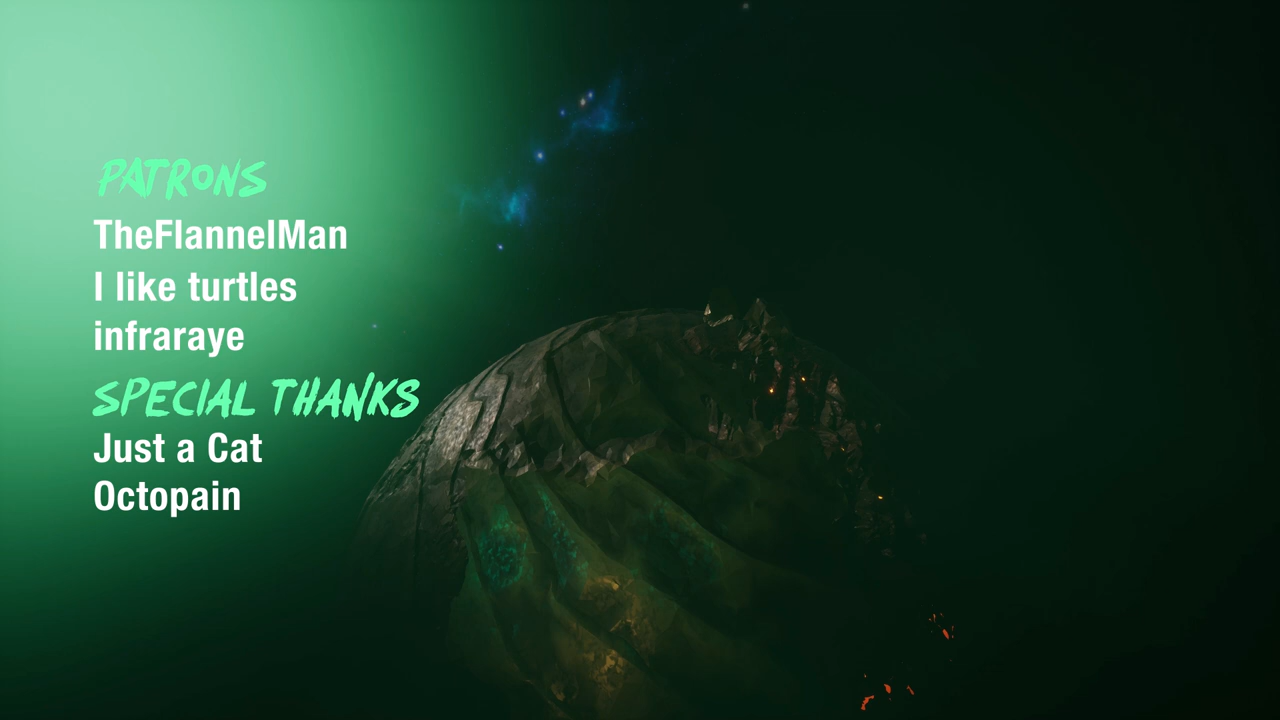 PATRONS
TheFlannelMan
I like turtles
infraraye
SPECIAL THANKS
Just a Cat
Octopain